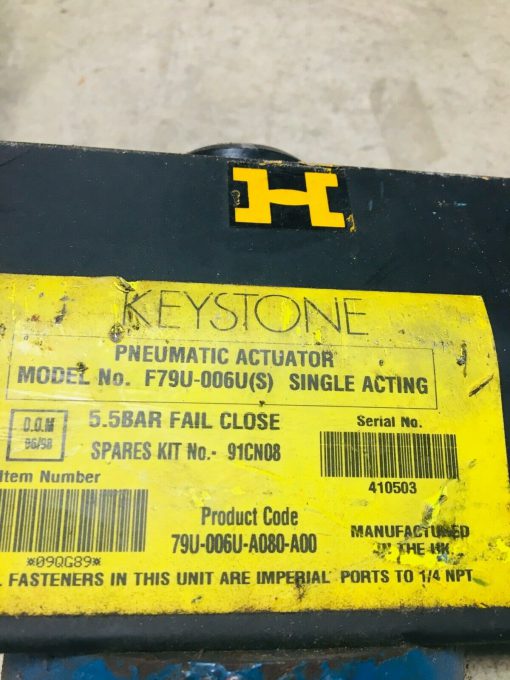 KEYSTONE
PNEUMATIC ACTUATOR
MODEL No. F79U-006U(S) SINGLE ACTING
D.O.M
06/98
5.5BAR FAIL CLOSE
SPARES KIT No.- 91CN08
Serial No.
410503
Item Number
*09QG89*
Product Code
79U-006U-A080-A00
MANUFACTURED
IN THE UK
FASTENERS IN THIS UNIT ARE IMPERIAL PORTS TO 1/4 NPT